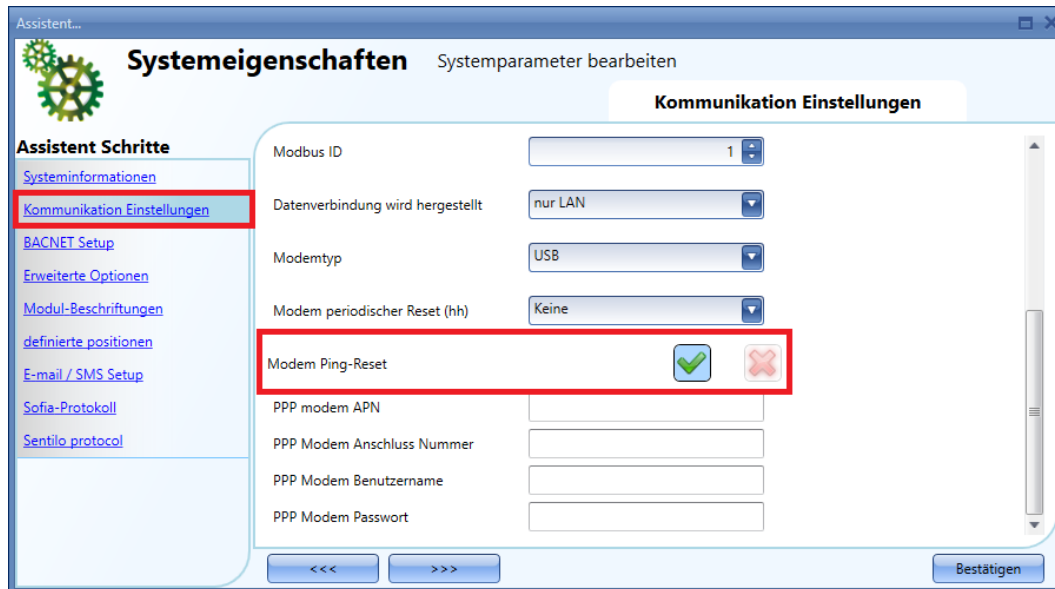 Assistent...
Systemeigenschaften Systemparameter bearbeiten
Kommunikation Einstellungen
Assistent Schritte
Systeminformationen
Kommunikation Einstellungen
BACNET Setup
Erweiterte Optionen
Modul-Beschriftungen
definierte positionen
E-mail / SMS Setup
Sofia-Protokoll
Sentilo protocol
Modbus ID 1
Datenverbindung wird hergestellt nur LAN
Modemtyp USB
Modem periodischer Reset (hh) Keine
Modem Ping-Reset
PPP modem APN
PPP Modem Anschluss Nummer
PPP Modem Benutzername
PPP Modem Passwort
<<< >>> Bestätigen